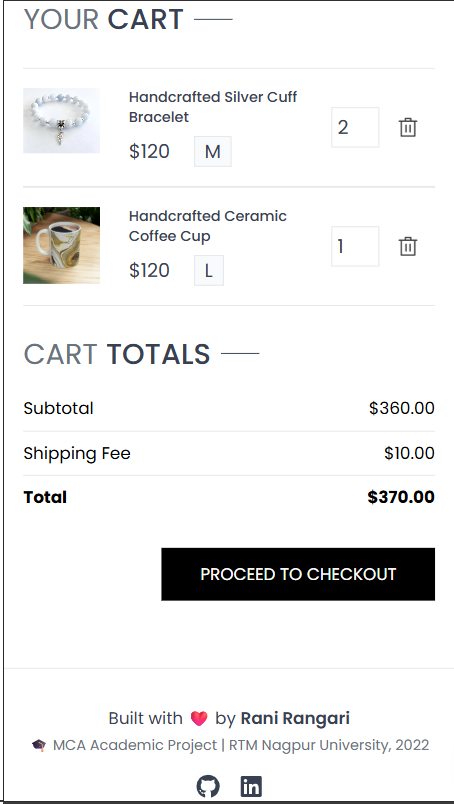 YOUR CART
Handcrafted Silver Cuff
Bracelet
2
$120 M
Handcrafted Ceramic
Coffee Cup
1
$120 L
CART TOTALS
Subtotal $360.00
Shipping Fee $10.00
Total $370.00
PROCEED TO CHECKOUT
Built with ❤️ by Rani Rangari
🎓 MCA Academic Project | RTM Nagpur University, 2022